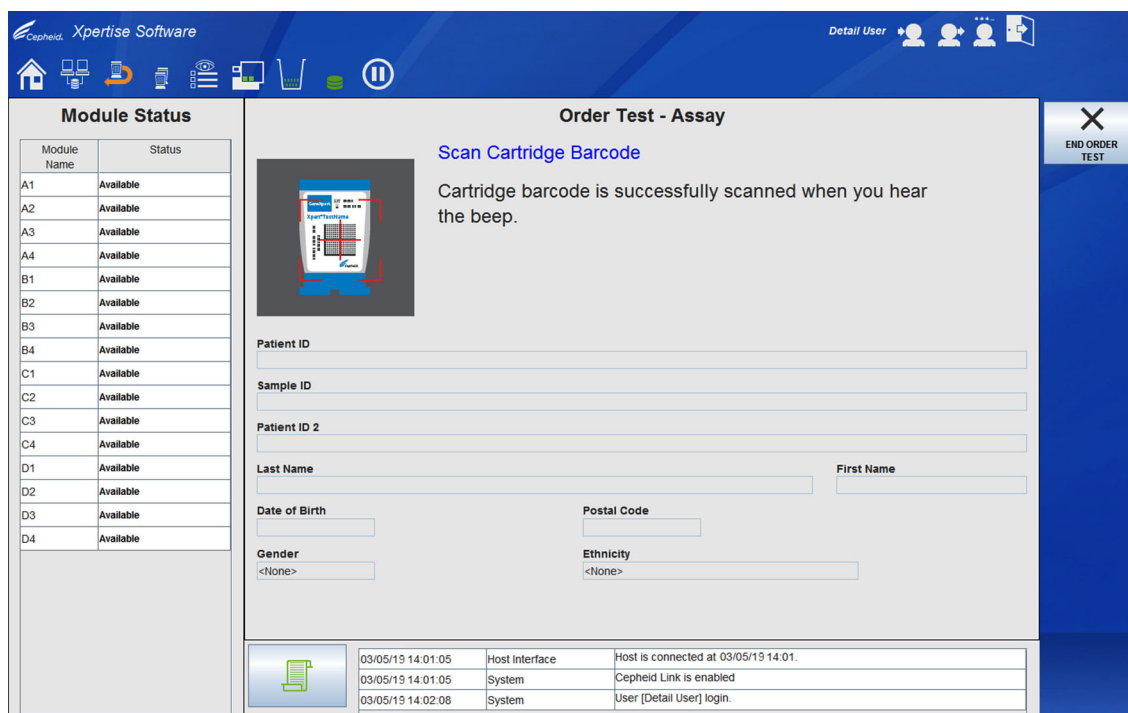 Cepheid. Xpertise Software
Detail User
Module Status
Module Name
Status
A1 Available
A2 Available
A3 Available
A4 Available
B1 Available
B2 Available
B3 Available
B4 Available
C1 Available
C2 Available
C3 Available
C4 Available
D1 Available
D2 Available
D3 Available
D4 Available
Order Test - Assay
Scan Cartridge Barcode
Cartridge barcode is successfully scanned when you hear
the beep.
GeneXpert
Xpert®TestName
Cepheid
Patient ID
Sample ID
Patient ID 2
Last Name
First Name
Date of Birth
Postal Code
Gender
Ethnicity
<None>
<None>
03/05/19 14:01:05 Host Interface Host is connected at 03/05/19 14:01.
03/05/19 14:01:05 System Cepheid Link is enabled
03/05/19 14:02:08 System User [Detail User] login.
END ORDER
TEST